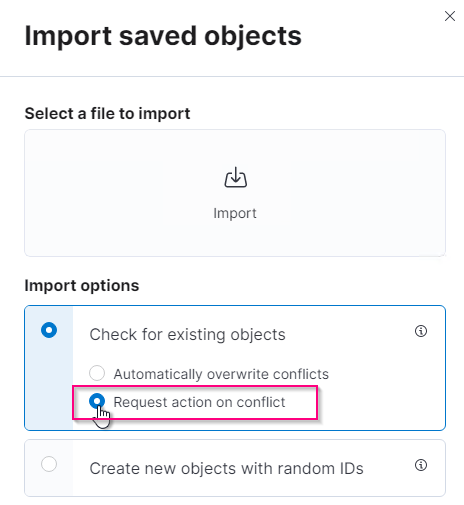 Import saved objects
Select a file to import
Import
Import options
Check for existing objects
Automatically overwrite conflicts
Request action on conflict
Create new objects with random IDs